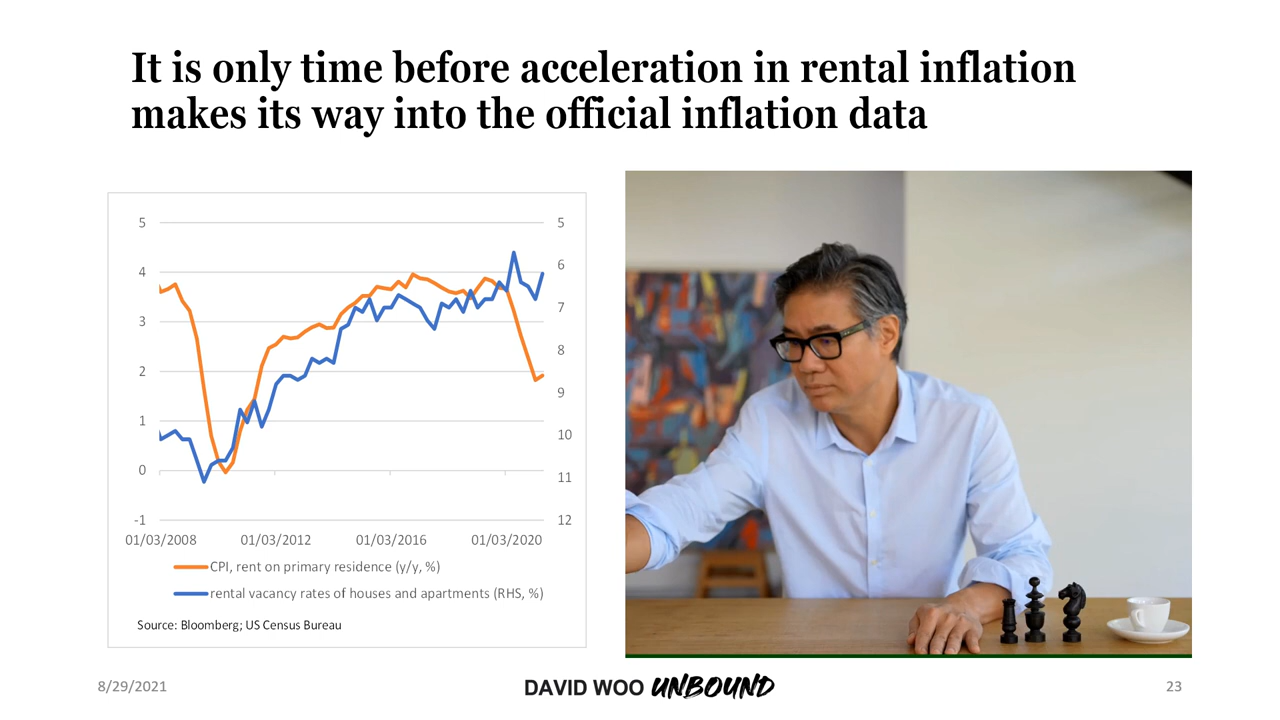 It is only time before acceleration in rental inflation
makes its way into the official inflation data
5
4
3
2
1
0
-1
5
6
7
8
9
10
11
12
01/03/2008 01/03/2012 01/03/2016 01/03/2020
CPI, rent on primary residence (y/y, %)
rental vacancy rates of houses and apartments (RHS, %)
Source: Bloomberg; US Census Bureau
8/29/2021
DAVID WOO UNBOUND
23